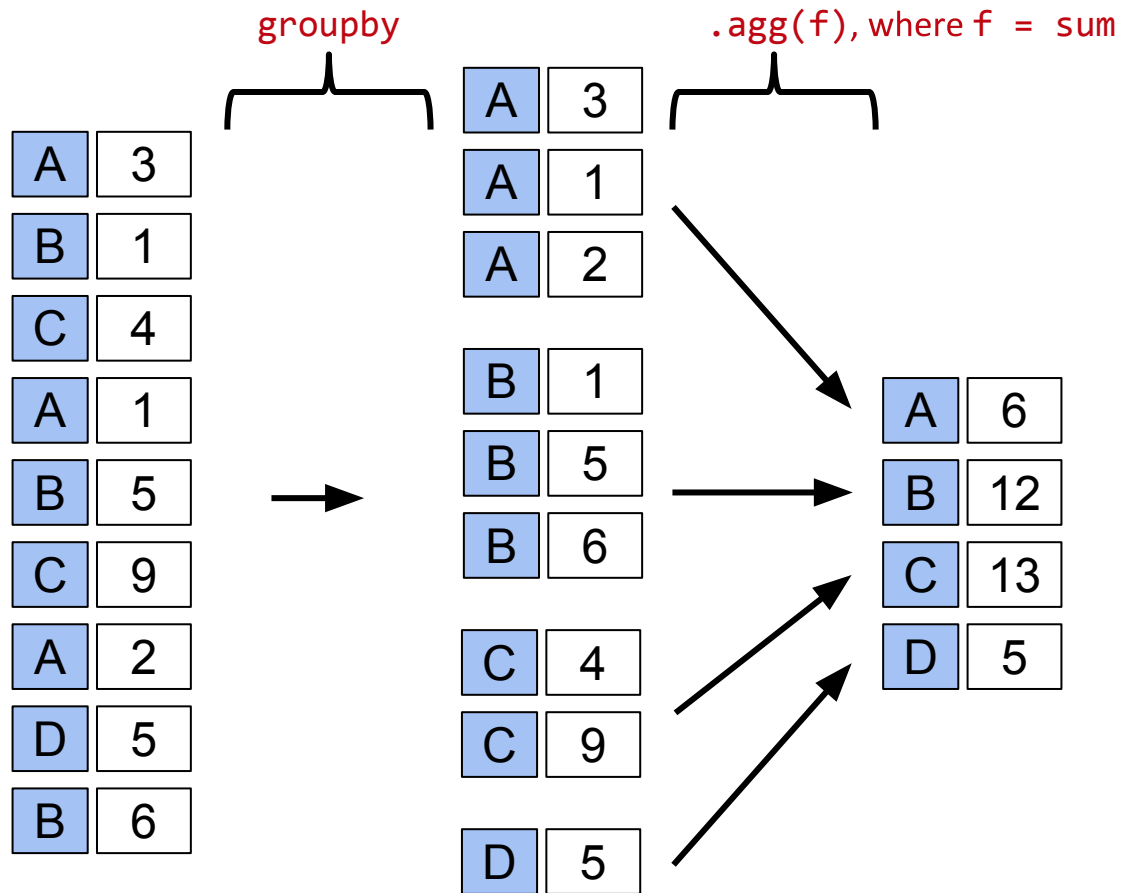 groupby
.agg(f), where f = sum
A 3
B 1
C 4
A 1
B 5
C 9
A 2
D 5
B 6
A 3
A 1
A 2
B 1
B 5
B 6
C 4
C 9
D 5
A 6
B 12
C 13
D 5